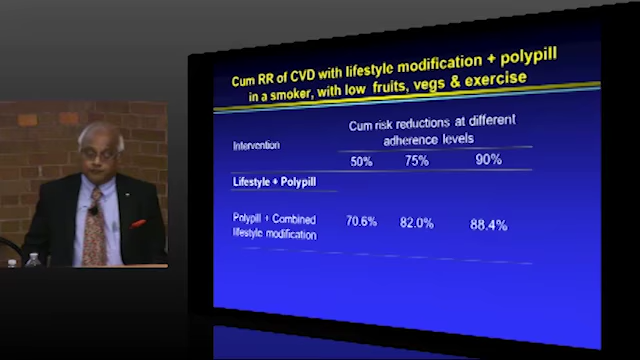 Cum RR of CVD with lifestyle modification + polypill
in a smoker, with low fruits, vegs & exercise
Cum risk reductions at different
adherence levels
Intervention
50% 75% 90%
Lifestyle + Polypill
Polypill + Combined
lifestyle modification
70.6% 82.0% 88.4%